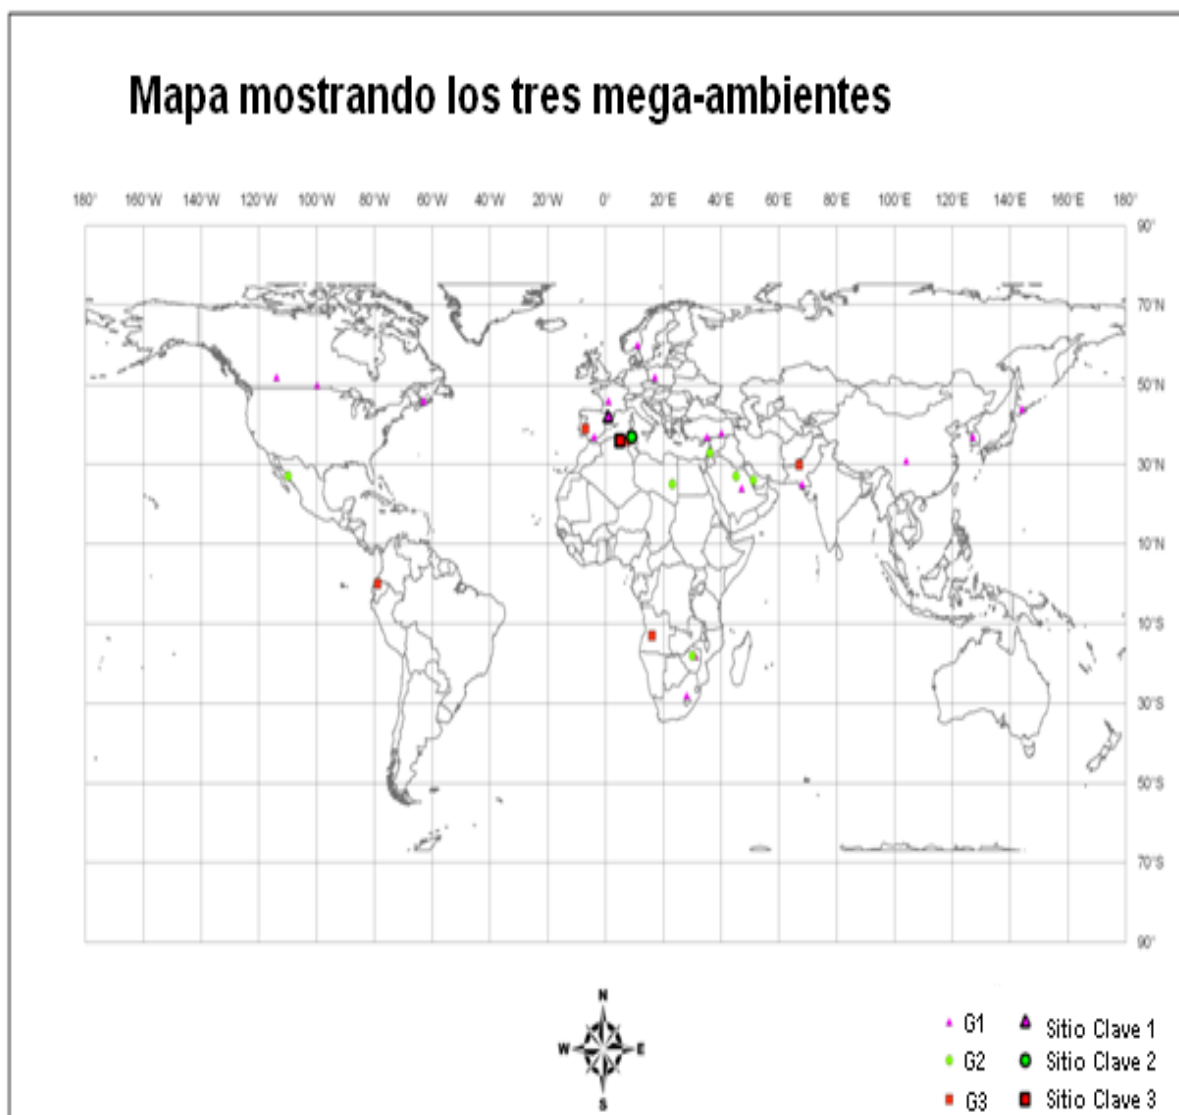 Mapa mostrando los tres mega-ambientes
180° 160°W 140°W 120°W 100°W 80°W 60°W 40°W 20°W 0° 20°E 40°E 60°E 80°E 100°E 120°E 140°E 160°E 180°
90°
70°N
50°N
30°N
10°N
10°S
30°S
50°S
70°S
90°
N
W E
S
G1 Sitio Clave 1
G2 Sitio Clave 2
G3 Sitio Clave 3